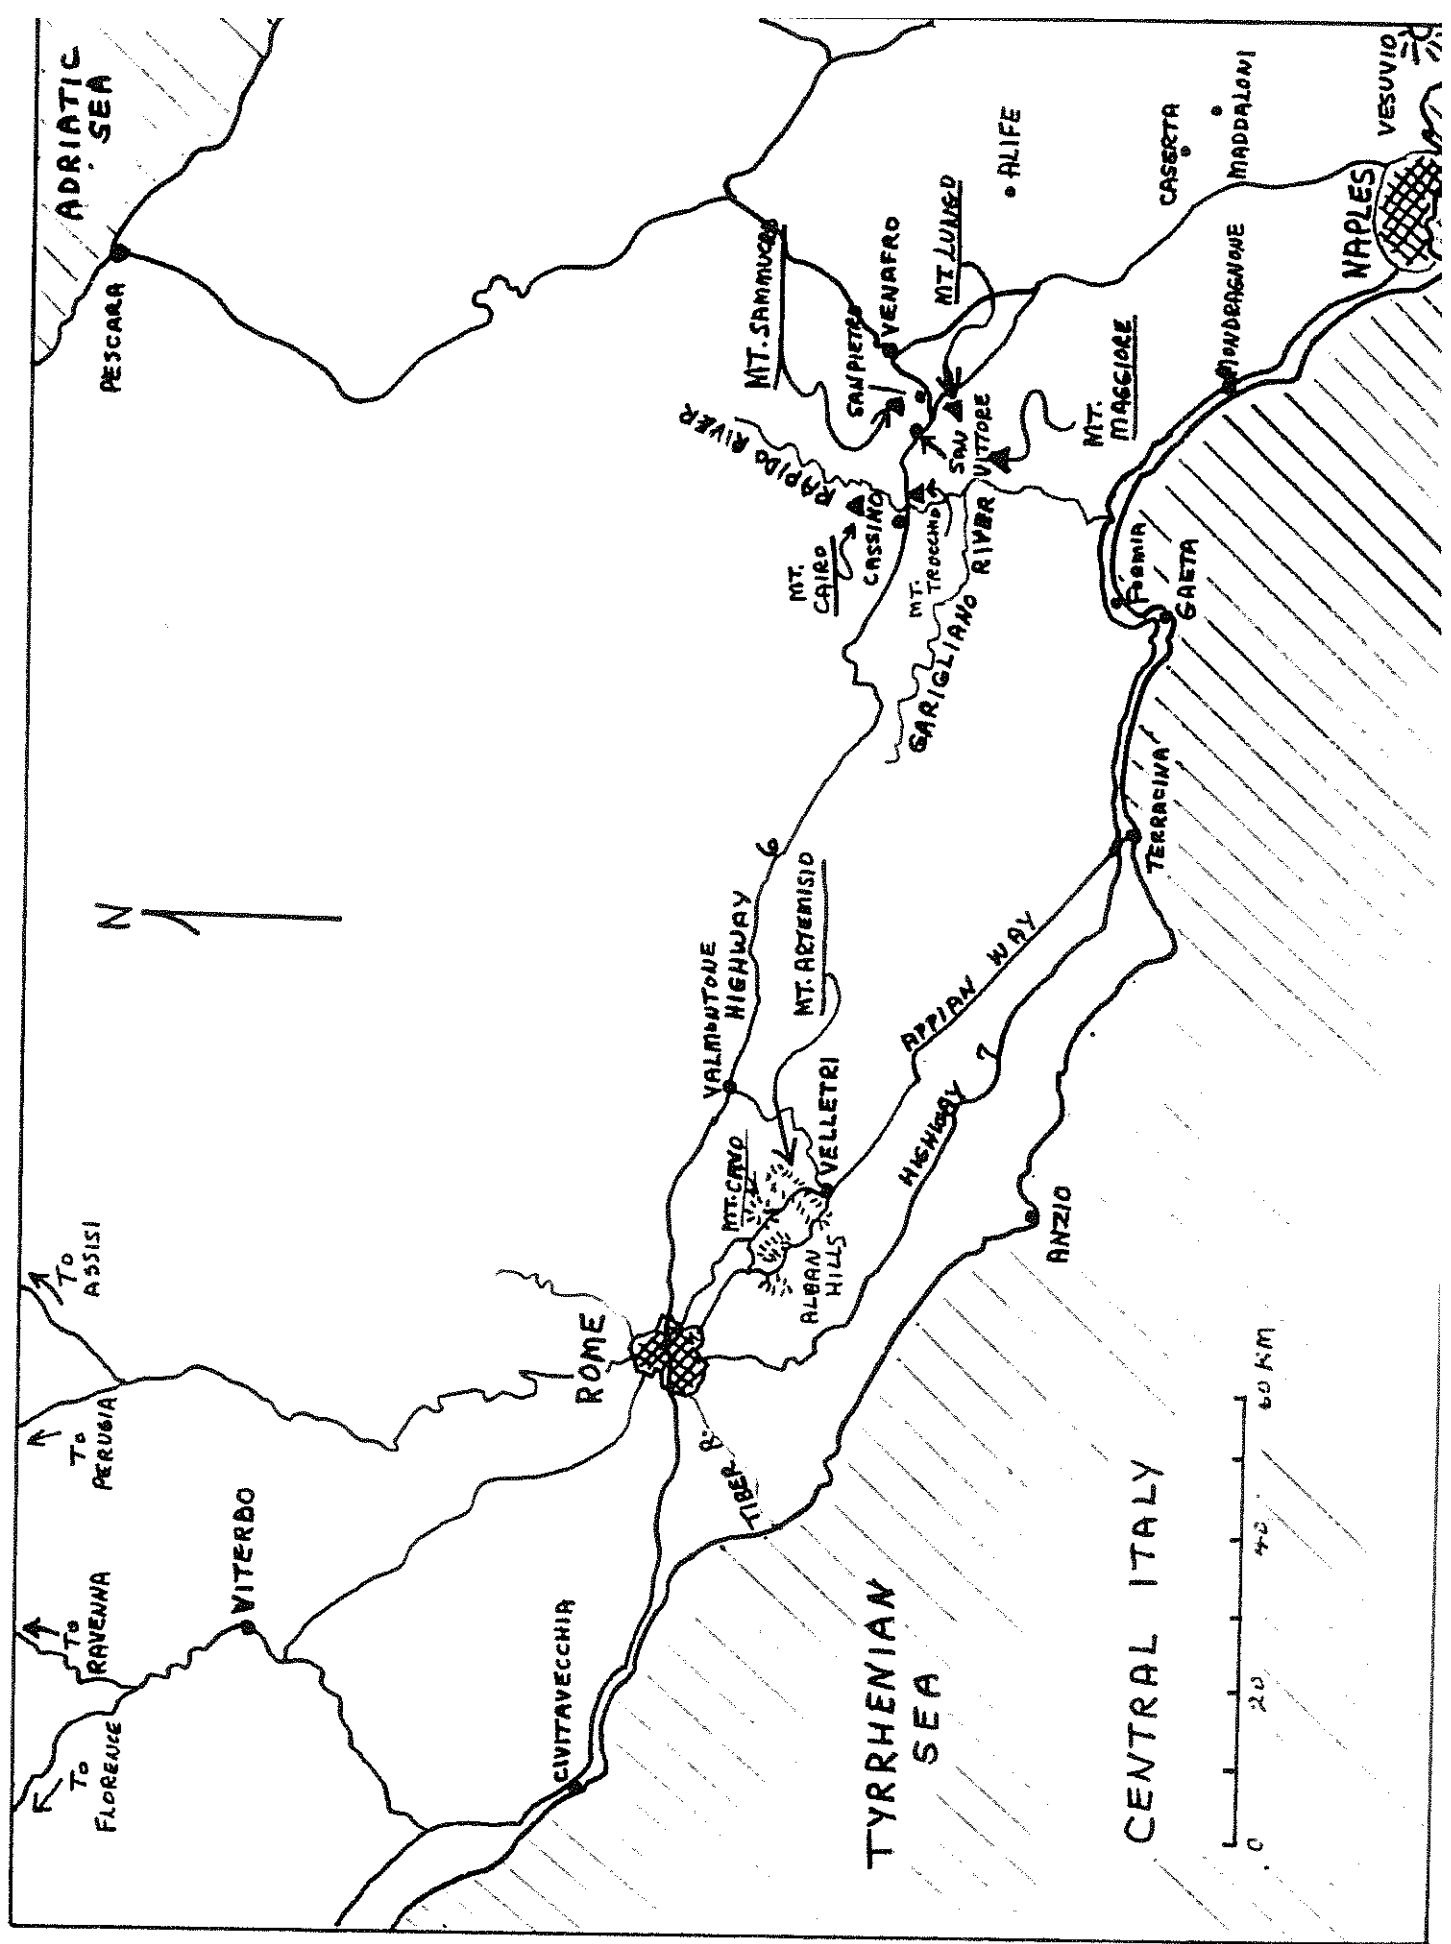 ADRIATIC
SEA
PESCARA
N
TO
FLORENCE
TO
RAVENNA
TO
PERUGIA
TO
ASSISI
VITERBO
CIVITAVECCHIA
ROME
TIBER R.
VALMONTONE
HIGHWAY
6
MT. ARTEMISIO
MT. CAVO
VELLETRI
ALBAN
HILLS
APPIAN WAY
HIGHWAY
7
ANZIO
TERRACINA
MT. SAMMUCRO
SAN PIETRO
VENAFRO
RAPIDO RIVER
MT.
CAIRO
CASSINO
MT.
TROCCHIO
6
SAN
VITTORE
MT. LUNGO
MT.
MAGGIORE
GARIGLIANO
RIVER
FORMIA
GAETA
ALIFE
CASERTA
MADDALONI
MONDRAGNONE
NAPLES
VESUVIO
TYRRHENIAN
SEA
CENTRAL ITALY
0 20 40 60 KM